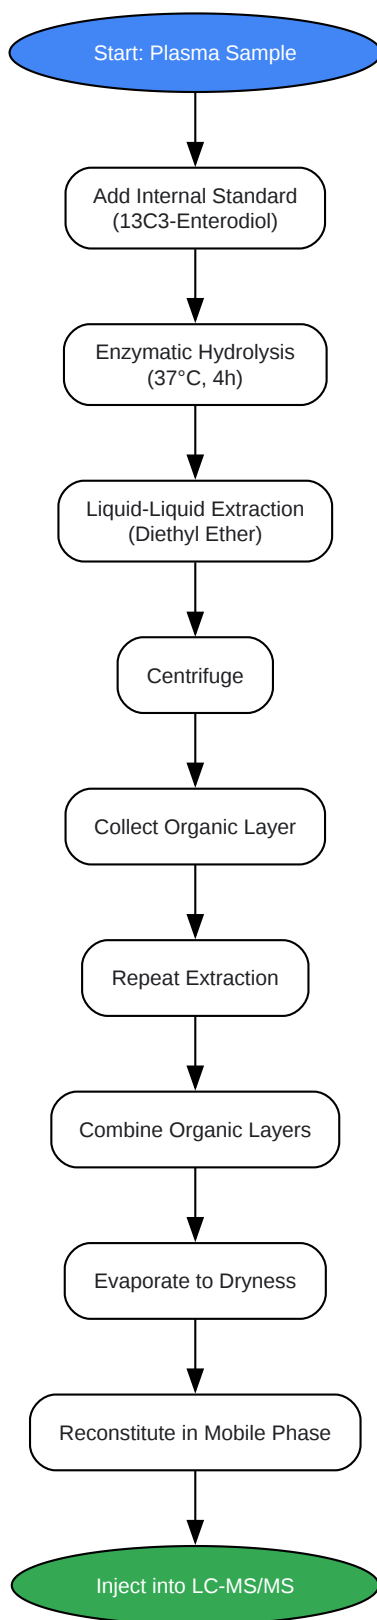 Start: Plasma Sample
Add Internal Standard
(13C3-Enterodiol)
Enzymatic Hydrolysis
(37°C, 4h)
Liquid-Liquid Extraction
(Diethyl Ether)
Centrifuge
Collect Organic Layer
Repeat Extraction
Combine Organic Layers
Evaporate to Dryness
Reconstitute in Mobile Phase
Inject into LC-MS/MS